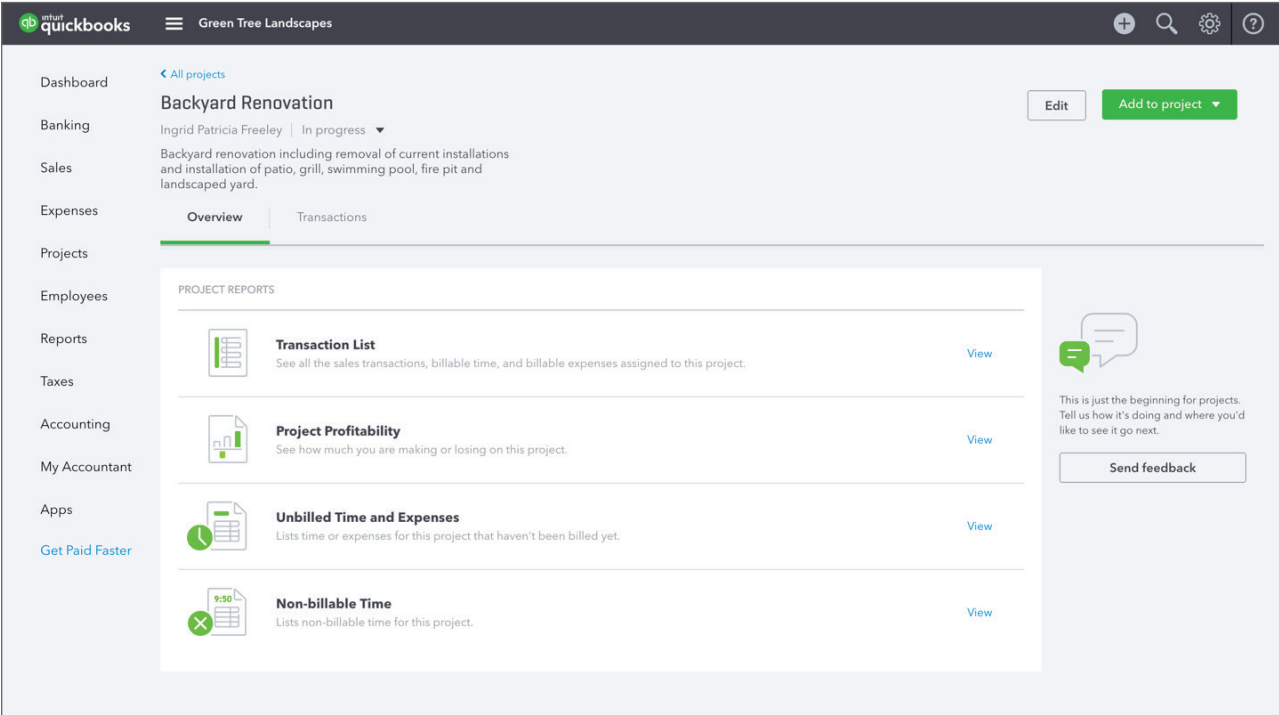 qb intuit quickbooks
Green Tree Landscapes
Dashboard
Banking
Sales
Expenses
Projects
Employees
Reports
Taxes
Accounting
My Accountant
Apps
Get Paid Faster
All projects
Backyard Renovation
Ingrid Patricia Freeley | In progress
Backyard renovation including removal of current installations
and installation of patio, grill, swimming pool, fire pit and
landscaped yard.
Edit
Add to project
Overview
Transactions
PROJECT REPORTS
Transaction List
See all the sales transactions, billable time, and billable expenses assigned to this project.
View
Project Profitability
See how much you are making or losing on this project.
View
Unbilled Time and Expenses
Lists time or expenses for this project that haven't been billed yet.
View
9:50
Non-billable Time
Lists non-billable time for this project.
View
This is just the beginning for projects.
Tell us how it's doing and where you'd
like to see it go next.
Send feedback